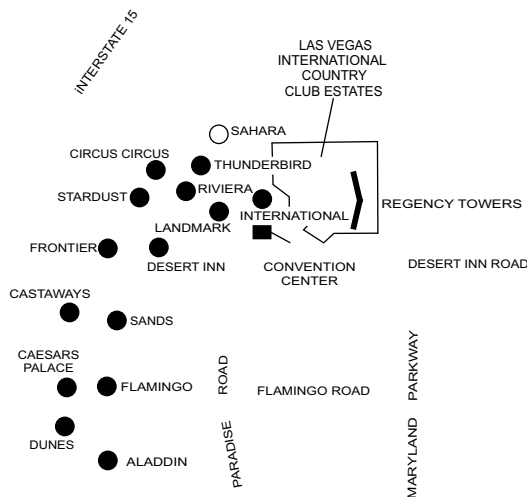 iNTERSTATE 15
LAS VEGAS
INTERNATIONAL
COUNTRY
CLUB ESTATES
SAHARA
CIRCUS CIRCUS
THUNDERBIRD
STARDUST
RIVIERA
INTERNATIONAL
REGENCY TOWERS
LANDMARK
FRONTIER
DESERT INN
CONVENTION
CENTER
DESERT INN ROAD
CASTAWAYS
SANDS
CAESARS
PALACE
FLAMINGO
PARADISE ROAD
FLAMINGO ROAD
MARYLAND PARKWAY
DUNES
ALADDIN